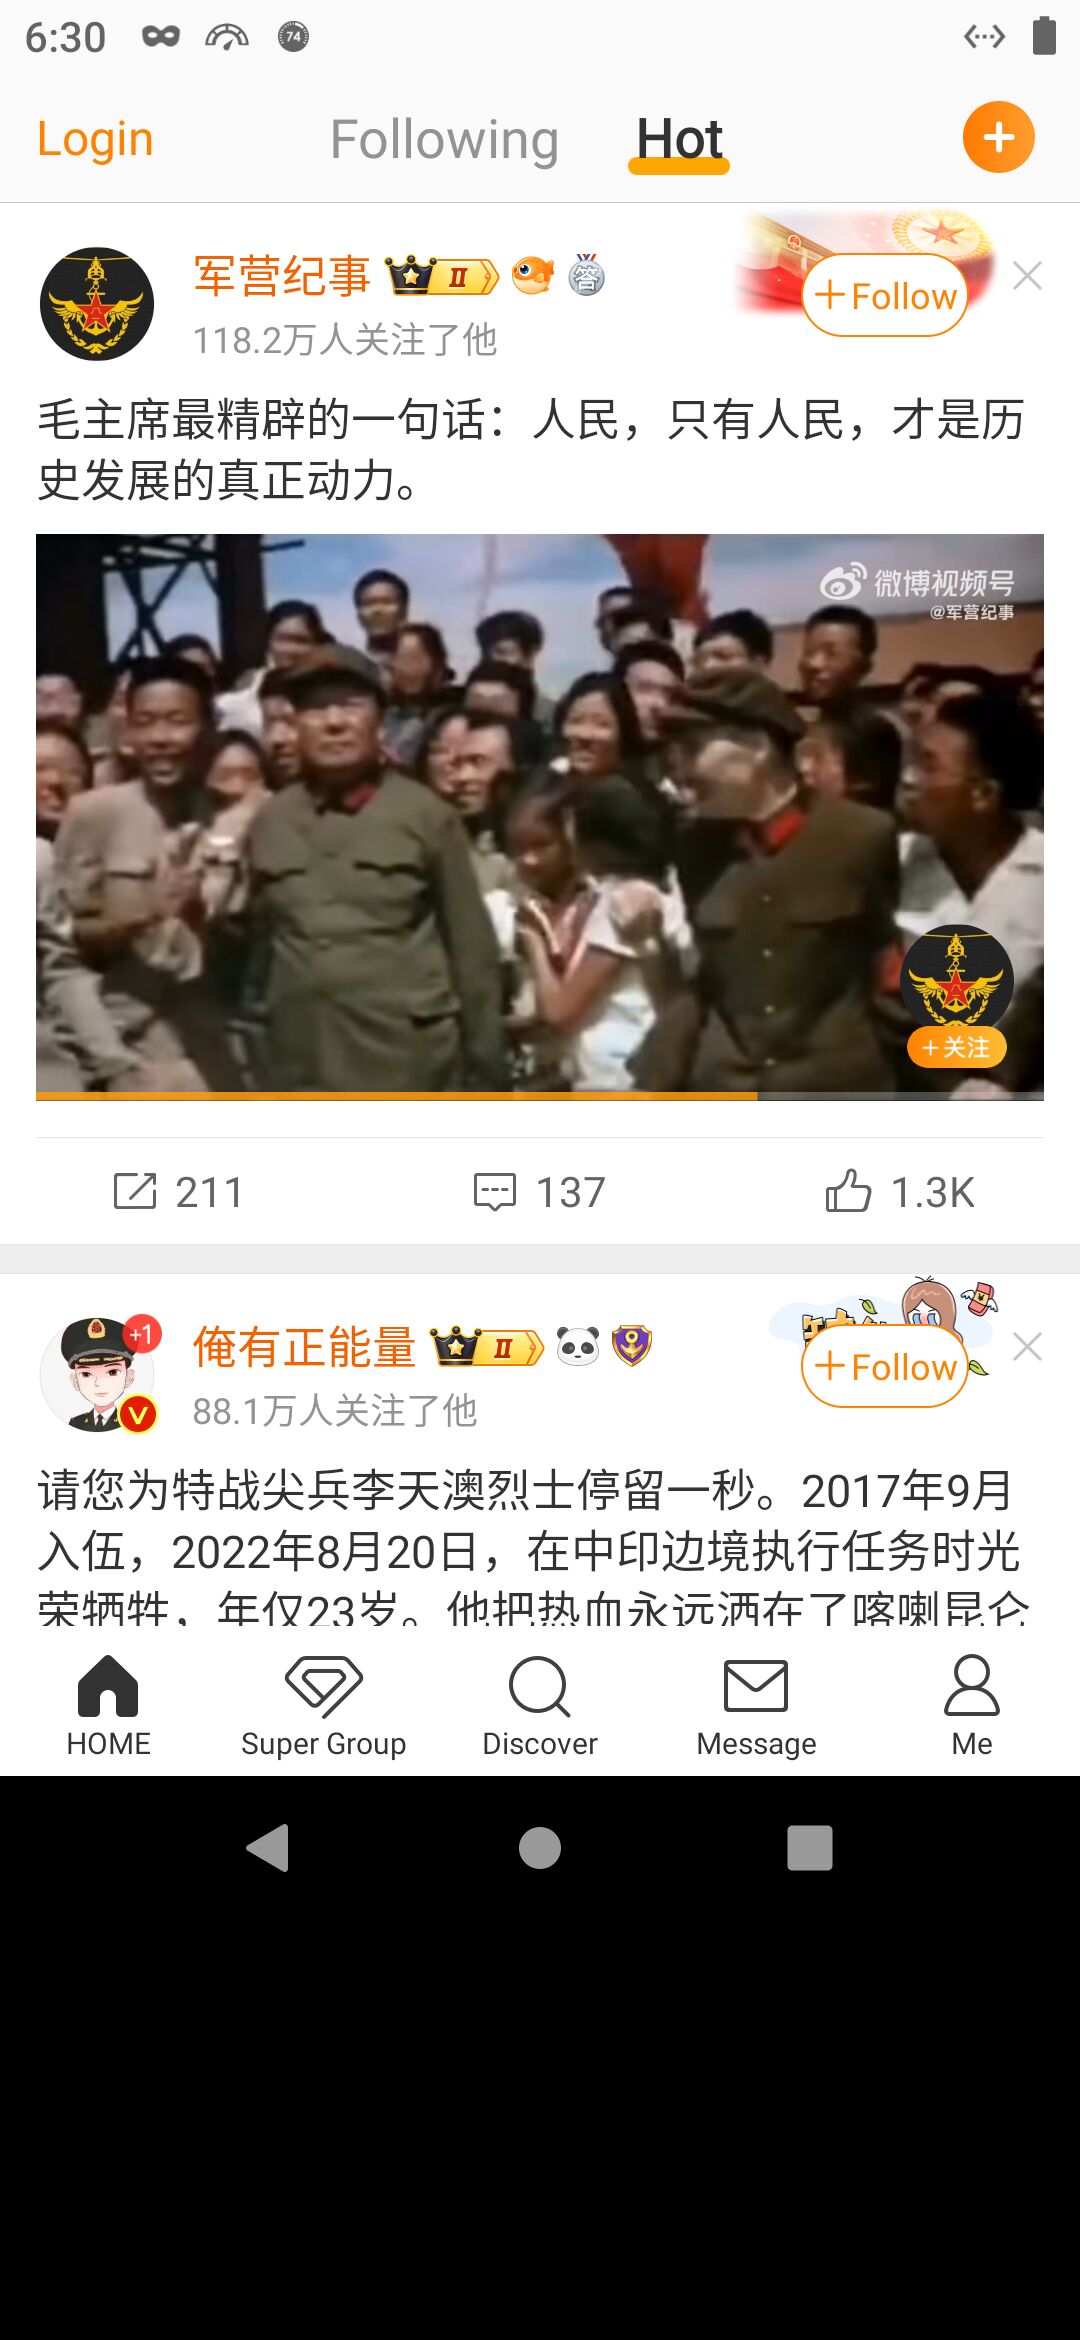 6:30
74
Login
Following
Hot
军营纪事
II
答
+Follow
118.2万人关注了他
毛主席最精辟的一句话：人民，只有人民，才是历
史发展的真正动力。
微博视频号
@军营纪事
+关注
211
137
1.3K
+1
俺有正能量
II
+Follow
V
88.1万人关注了他
请您为特战尖兵李天澳烈士停留一秒。2017年9月
入伍，2022年8月20日，在中印边境执行任务时光
荣牺牲，年仅23岁。他把热血永远洒在了喀喇昆仑
HOME
Super Group
Discover
Message
Me